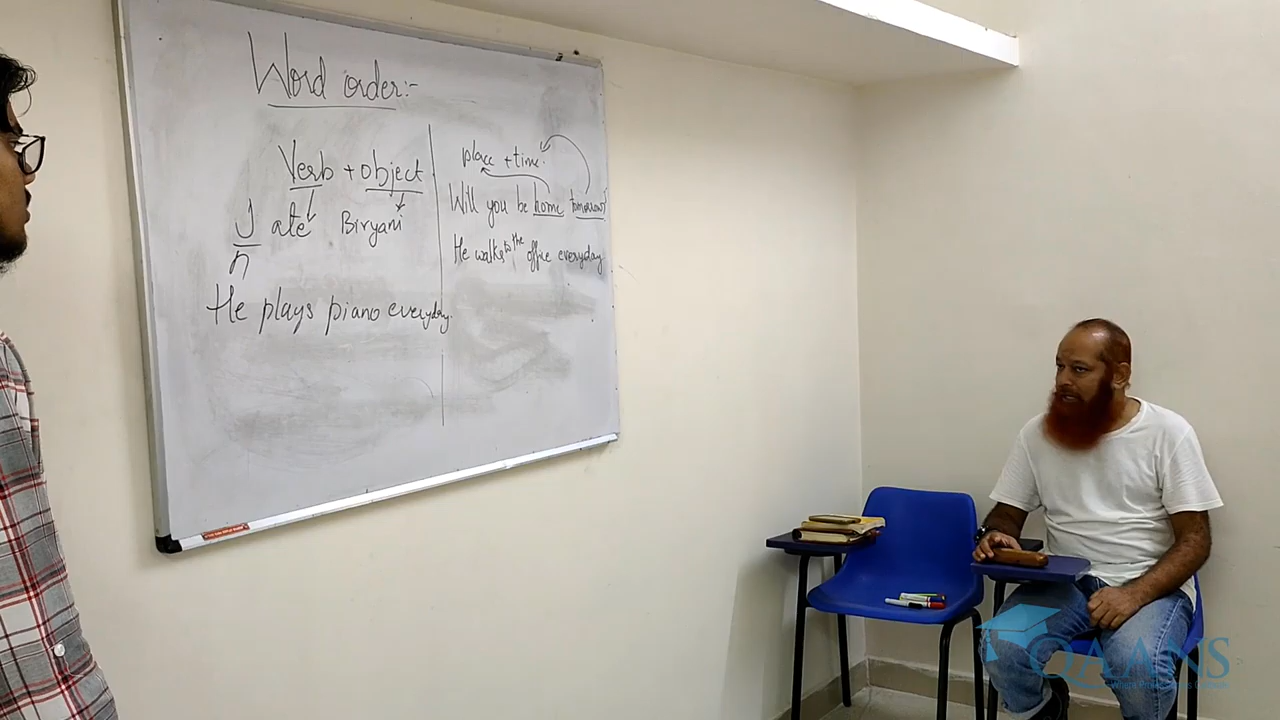 Word order:-
Verb + object
I ate Biryani
n
He plays piano everyday.
place + time.
Will you be home tomorrow?
He walks to the office everyday
QAANS